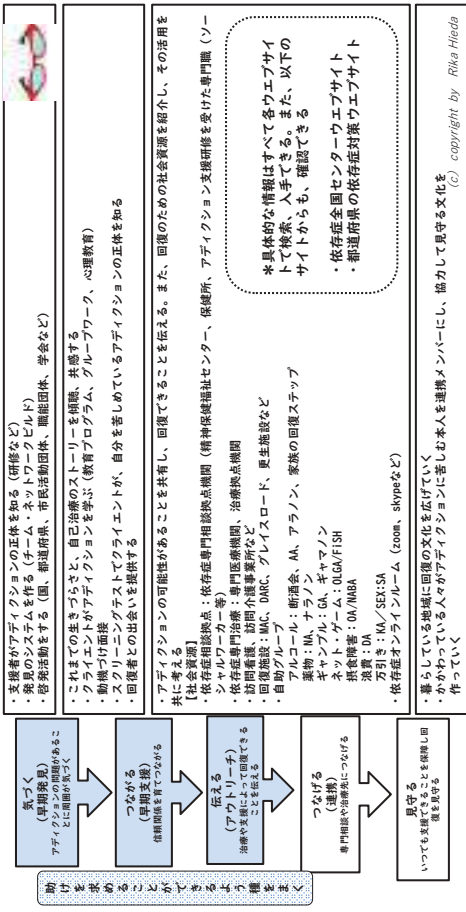 助けを求めることができるよう種をまく
気づく
(早期発見)
アディクションの問題があるこ
とに周囲が気づく
・支援者がアディクションの正体を知る（研修など）
・発見のシステムを作る（チーム・ネットワークビルド）
・啓発活動をする（国、都道府県、市民活動団体、職能団体、学会など）
つながる
(早期支援)
信頼関係を育てつながる
・これまでの生きづらさと、自己治療のストーリーを傾聴、共感する
・クライエントがアディクションを学ぶ（教育プログラム、グループワーク、心理教育）
・動機づけ面接
・スクリーニングテストでクライエントが、自分を苦しめているアディクションの正体を知る
・回復者との出会いを提供する
伝える
(アウトリーチ)
治療や支援によって回復できる
ことを伝える
つなげる
(連携)
専門相談や治療先につなげる
・アディクションの可能性があることを共有し、回復できることを伝える。また、回復のための社会資源を紹介し、その活用を
共に考える
【社会資源】
・依存症相談拠点：依存症専門相談拠点機関（精神保健福祉センター、保健所、アディクション支援研修を受けた専門職（ソー
シャルワーカー等）
・依存症専門治療：専門医療機関、治療拠点機関
・訪問看護、訪問介護事業所など
・回復施設：MAC、DARC、グレイスロード、更生施設など
・自助グループ
アルコール：断酒会、AA、アラノン、家族の回復ステップ
薬物：NA、ナラノン
ギャンブル：GA、ギャマノン
ネット・ゲーム：OLGA/FiSH
摂食障害：OA/NABA
浪費：DA
万引き：KA／SEX:SA
・依存症オンラインルーム（zoom、skypeなど）
＊具体的な情報はすべて各ウエブサイ
トで検索、入手できる。また、以下の
サイトからも、確認できる
・依存症全国センターウエブサイト
・都道府県の依存症対策ウエブサイト
見守る
いつでも支援できることを保障し回
復を見守る
・暮らしている地域に回復の文化を広げていく
・かかわっている人々がアディクションに苦しむ本人を連携メンバーにし、協力して見守る文化を
作っていく
(c) copyright by Rika Hieda